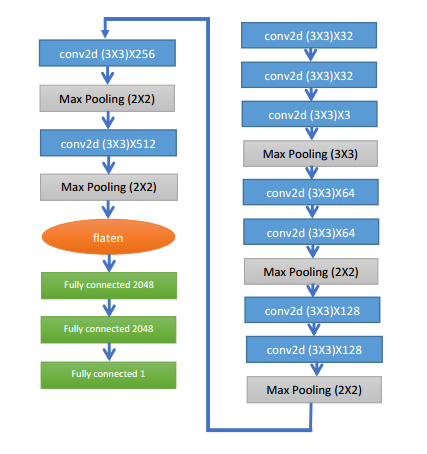 conv2d (3X3)X32
conv2d (3X3)X32
conv2d (3X3)X3
Max Pooling (3X3)
conv2d (3X3)X64
conv2d (3X3)X64
Max Pooling (2X2)
conv2d (3X3)X128
conv2d (3X3)X128
Max Pooling (2X2)
conv2d (3X3)X256
Max Pooling (2X2)
conv2d (3X3)X512
Max Pooling (2X2)
flaten
Fully connected 2048
Fully connected 2048
Fully connected 1